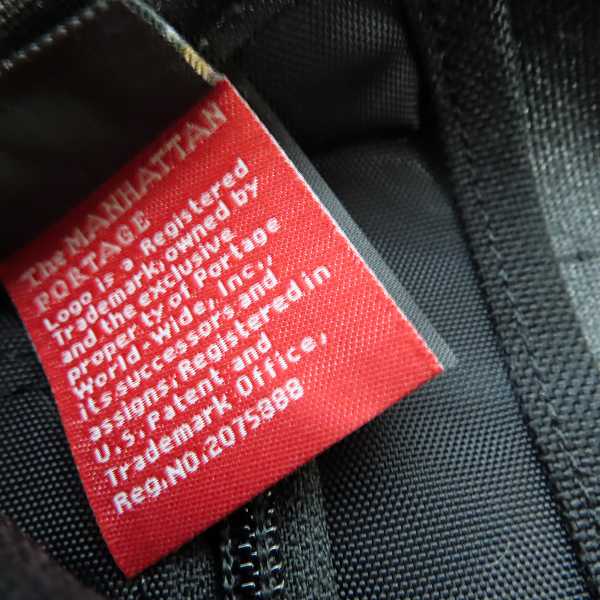 The MANHATTAN
PORTAGE
Logo is a Registered
Trademark, owned by
and the exclusive
property of Portage
World-Wide, Inc.,
its successors and
assigns, Registered in
U.S. Patent and
Trademark Office,
Reg.NO.2075888